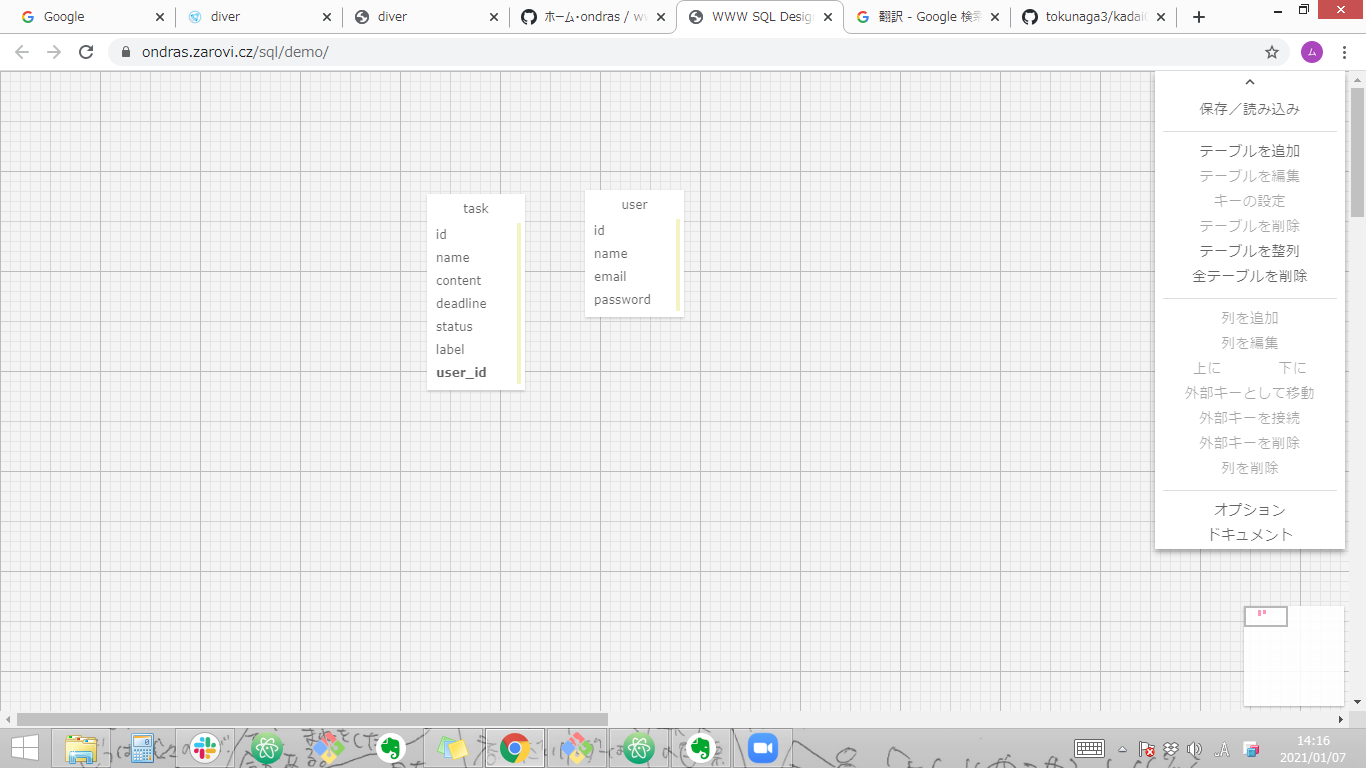 Google
diver
diver
ホーム・ondras / ww
WWW SQL Desig
翻訳 - Google 検索
tokunaga3/kadai
ondras.zarovi.cz/sql/demo/
ム
保存／読み込み
テーブルを追加
テーブルを編集
キーの設定
テーブルを削除
テーブルを整列
全テーブルを削除
列を追加
列を編集
上に 下に
外部キーとして移動
外部キーを接続
外部キーを削除
列を削除
オプション
ドキュメント
task
id
name
content
deadline
status
label
user_id
user
id
name
email
password
A
14:16
2021/01/07